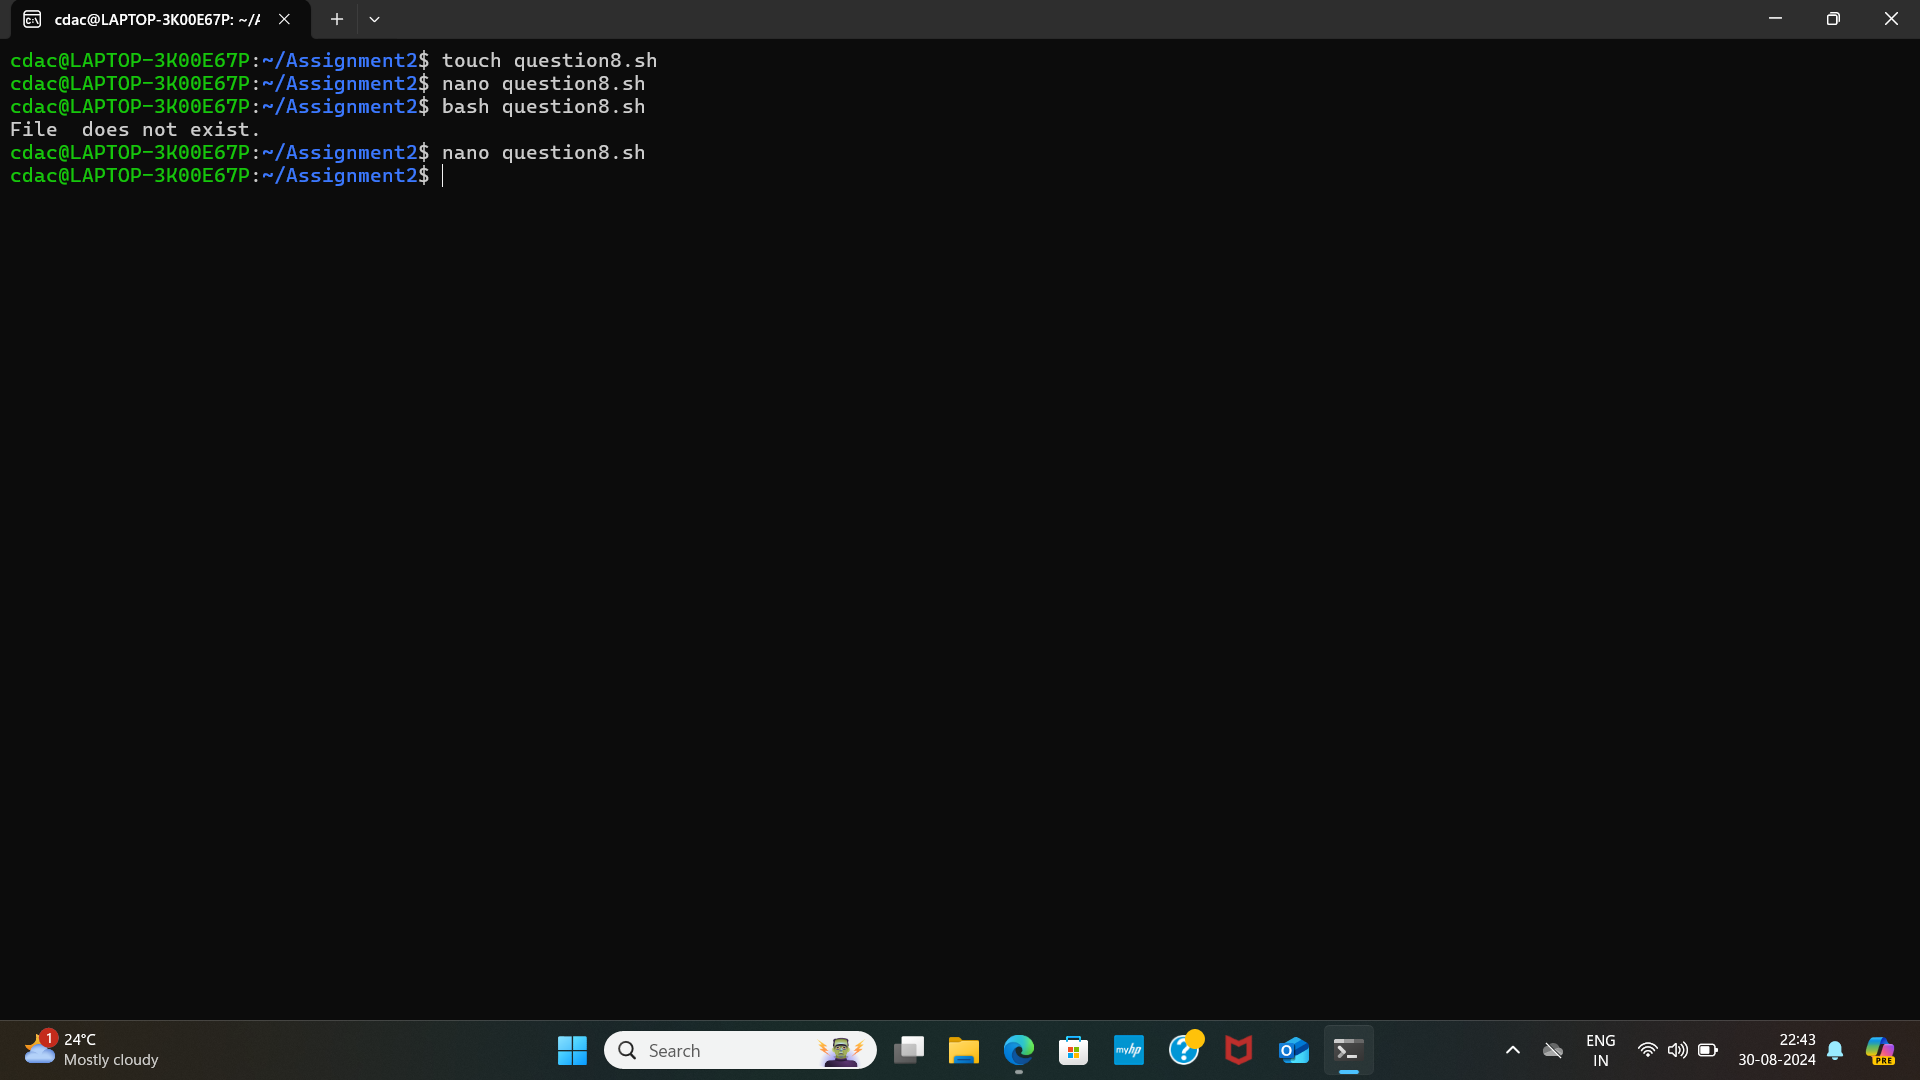 cdac@LAPTOP-3K00E67P: ~/A
cdac@LAPTOP-3K00E67P:~/Assignment2$ touch question8.sh
cdac@LAPTOP-3K00E67P:~/Assignment2$ nano question8.sh
cdac@LAPTOP-3K00E67P:~/Assignment2$ bash question8.sh
File  does not exist.
cdac@LAPTOP-3K00E67P:~/Assignment2$ nano question8.sh
cdac@LAPTOP-3K00E67P:~/Assignment2$
1
24°C
Mostly cloudy
Search
myhp
ENG
IN
22:43
30-08-2024
PRE